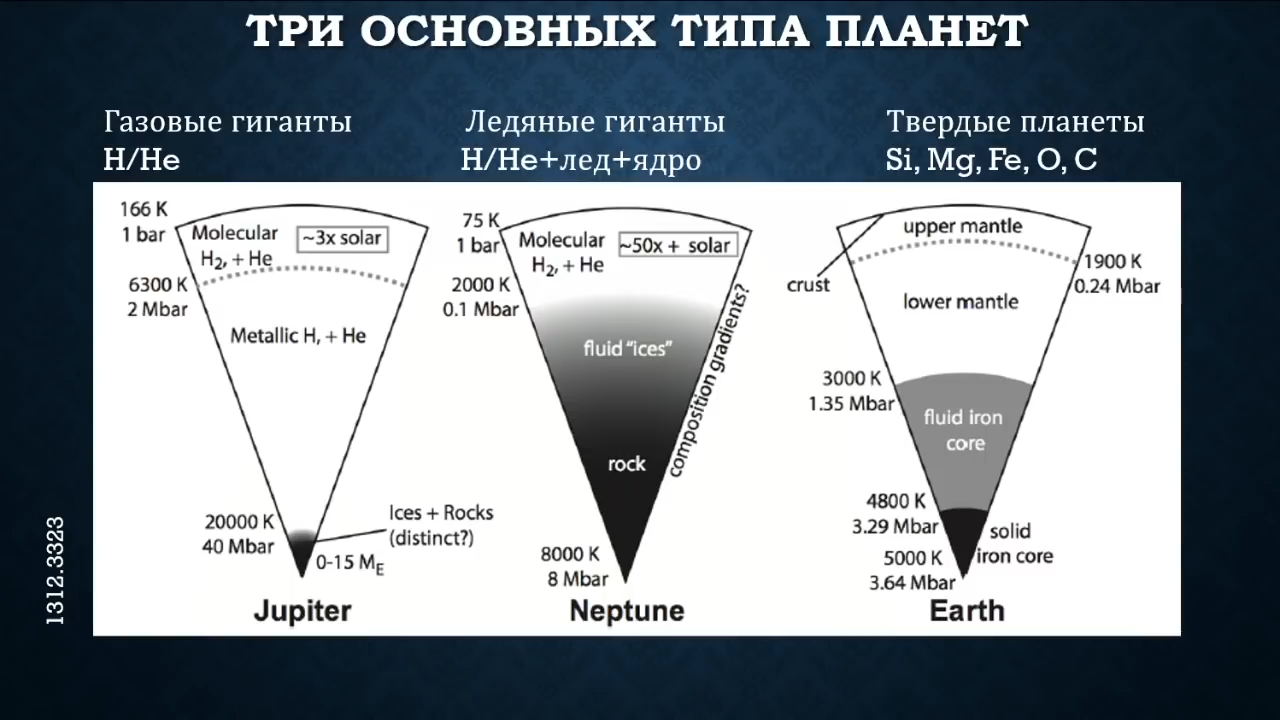 ТРИ ОСНОВНЫХ ТИПА ПЛАНЕТ
Газовые гиганты
H/He
Ледяные гиганты
H/He+лед+ядро
Твердые планеты
Si, Mg, Fe, O, C
166 K
1 bar
Molecular
H2, + He
~3x solar
6300 K
2 Mbar
Metallic H, + He
20000 K
40 Mbar
Ices + Rocks
(distinct?)
0-15 ME
Jupiter
75 K
1 bar
Molecular
H2, + He
~50x + solar
2000 K
0.1 Mbar
fluid “ices”
composition gradients?
rock
8000 K
8 Mbar
Neptune
upper mantle
crust
1900 K
0.24 Mbar
lower mantle
3000 K
1.35 Mbar
fluid iron
core
4800 K
3.29 Mbar
solid
iron core
5000 K
3.64 Mbar
Earth
1312.3323